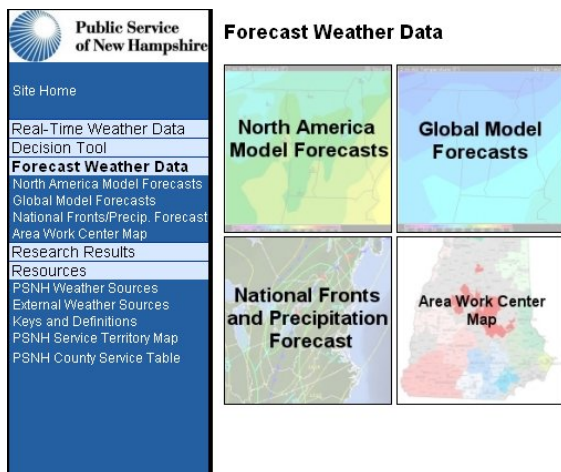 Public Service
of New Hampshire
Site Home
Real-Time Weather Data
Decision Tool
Forecast Weather Data
North America Model Forecasts
Global Model Forecasts
National Fronts/Precip. Forecast
Area Work Center Map
Research Results
Resources
PSNH Weather Sources
External Weather Sources
Keys and Definitions
PSNH Service Territory Map
PSNH County Service Table
Forecast Weather Data
North America
Model Forecasts
Global Model
Forecasts
National Fronts
and Precipitation
Forecast
Area Work Center
Map